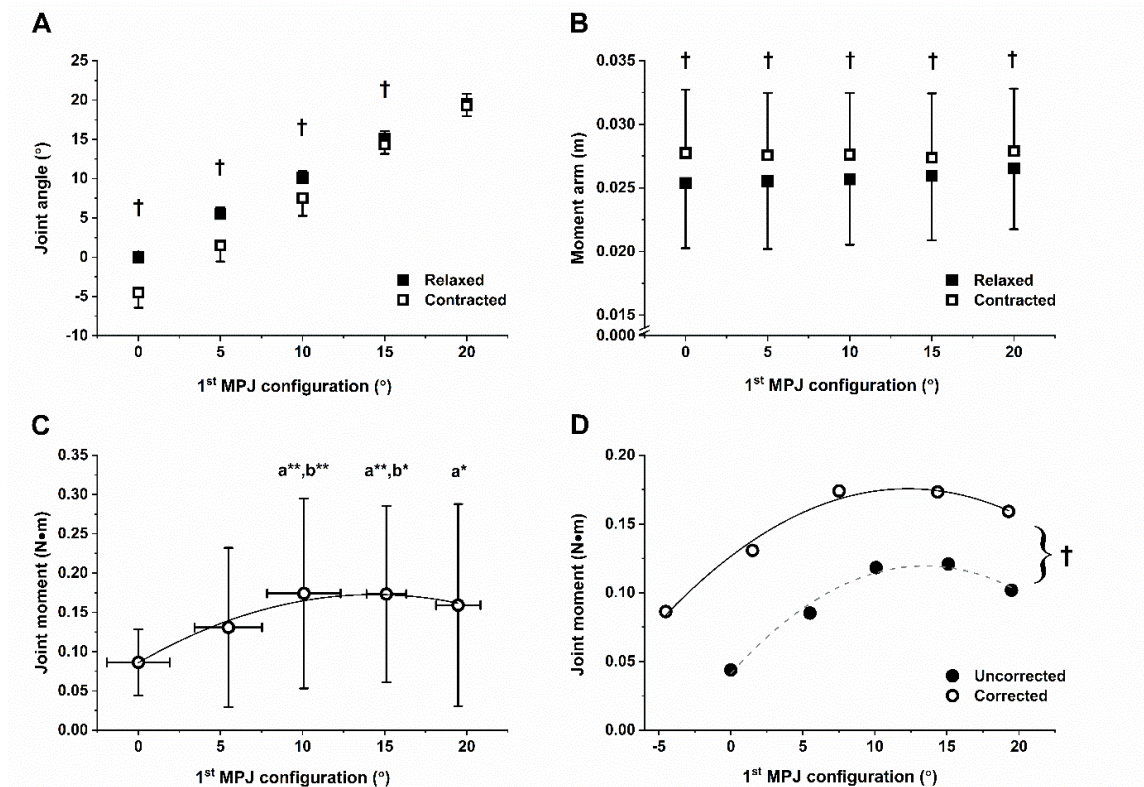 A
25
20
15
10
5
0
-5
-10
Joint angle (°)
† † † †
Relaxed
Contracted
0 5 10 15 20
1st MPJ configuration (°)
B
0.035
0.030
0.025
0.020
0.015
0.000
Moment arm (m)
† † † † †
Relaxed
Contracted
0 5 10 15 20
1st MPJ configuration (°)
C
0.35
0.30
0.25
0.20
0.15
0.10
0.05
0.00
Joint moment (N•m)
a**,b** a**,b* a*
0 5 10 15 20
1st MPJ configuration (°)
D
0.20
0.15
0.10
0.05
0.00
Joint moment (N•m)
} †
Uncorrected
Corrected
-5 0 5 10 15 20
1st MPJ configuration (°)